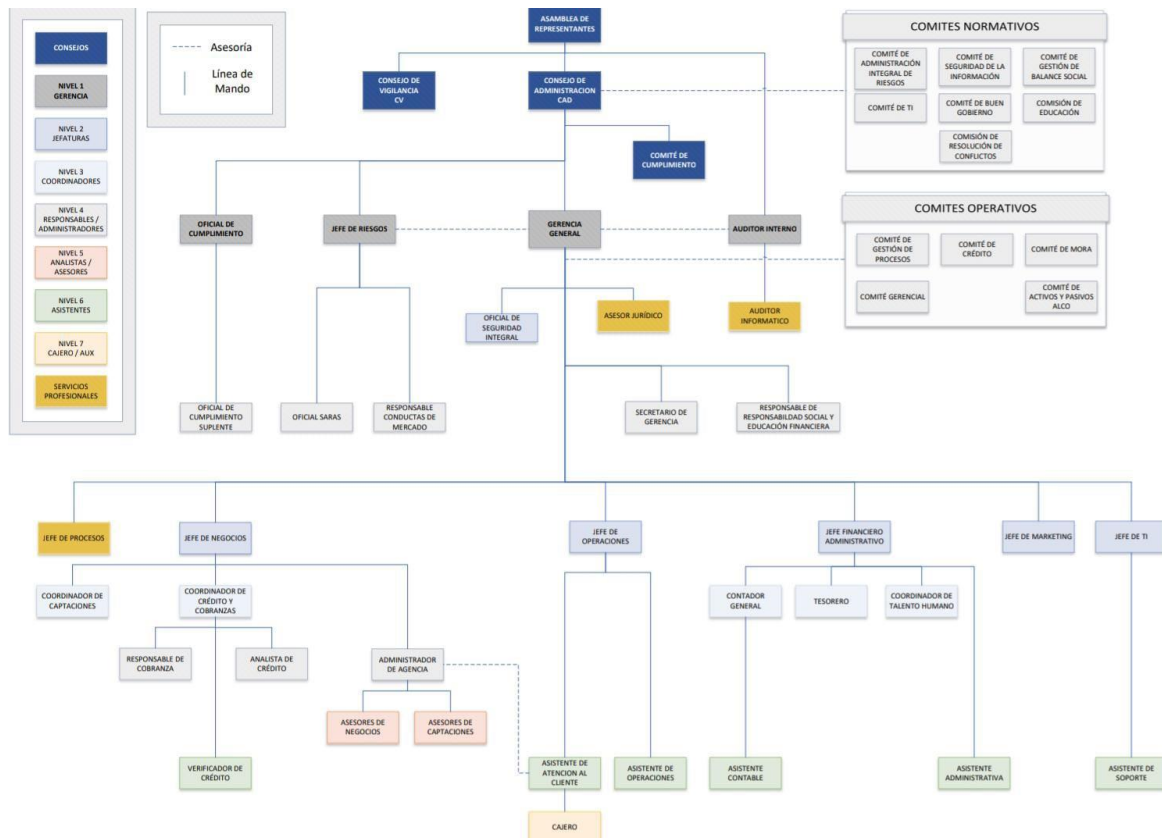 CONSEJOS
NIVEL 1
GERENCIA
NIVEL 2
JEFATURAS
NIVEL 3
COORDINADORES
NIVEL 4
RESPONSABLES /
ADMINISTRADORES
NIVEL 5
ANALISTAS /
ASESORES
NIVEL 6
ASISTENTES
NIVEL 7
CAJERO / AUX
SERVICIOS
PROFESIONALES
Asesoría
Línea de
Mando
ASAMBLEA DE
REPRESENTANTES
CONSEJO DE
VIGILANCIA
CV
CONSEJO DE
ADMINISTRACION
CAD
COMITÉ DE
CUMPLIMIENTO
COMITES NORMATIVOS
COMITÉ DE
ADMINISTRACIÓN
INTEGRAL DE
RIESGOS
COMITÉ DE
SEGURIDAD DE LA
INFORMACIÓN
COMITÉ DE
GESTIÓN DE
BALANCE SOCIAL
COMITÉ DE TI
COMITÉ DE BUEN
GOBIERNO
COMISIÓN DE
EDUCACIÓN
COMISIÓN DE
RESOLUCIÓN DE
CONFLICTOS
COMITES OPERATIVOS
COMITÉ DE
GESTIÓN DE
PROCESOS
COMITÉ DE
CRÉDITO
COMITÉ DE MORA
COMITÉ GERENCIAL
COMITÉ DE
ACTIVOS Y PASIVOS
ALCO
OFICIAL DE
CUMPLIMIENTO
JEFE DE RIESGOS
GERENCIA
GENERAL
AUDITOR INTERNO
OFICIAL DE
SEGURIDAD
INTEGRAL
ASESOR JURÍDICO
AUDITOR
INFORMATICO
OFICIAL DE
CUMPLIMIENTO
SUPLENTE
OFICIAL SARAS
RESPONSABLE
CONDUCTAS DE
MERCADO
SECRETARIO DE
GERENCIA
RESPONSABLE DE
RESPONSABILDAD SOCIAL Y
EDUCACIÓN FINANCIERA
JEFE DE PROCESOS
JEFE DE NEGOCIOS
JEFE DE
OPERACIONES
JEFE FINANCIERO
ADMINISTRATIVO
JEFE DE MARKETING
JEFE DE TI
COORDINADOR DE
CAPTACIONES
COORDINADOR DE
CRÉDITO Y
COBRANZAS
CONTADOR
GENERAL
TESORERO
COORDINADOR DE
TALENTO HUMANO
RESPONSABLE DE
COBRANZA
ANALISTA DE
CRÉDITO
ADMINISTRADOR
DE AGENCIA
ASESORES DE
NEGOCIOS
ASESORES DE
CAPTACIONES
VERIFICADOR DE
CRÉDITO
ASISTENTE DE
ATENCION AL
CLIENTE
ASISTENTE DE
OPERACIONES
ASISTENTE
CONTABLE
ASISTENTE
ADMINISTRATIVA
ASISTENTE DE
SOPORTE
CAJERO